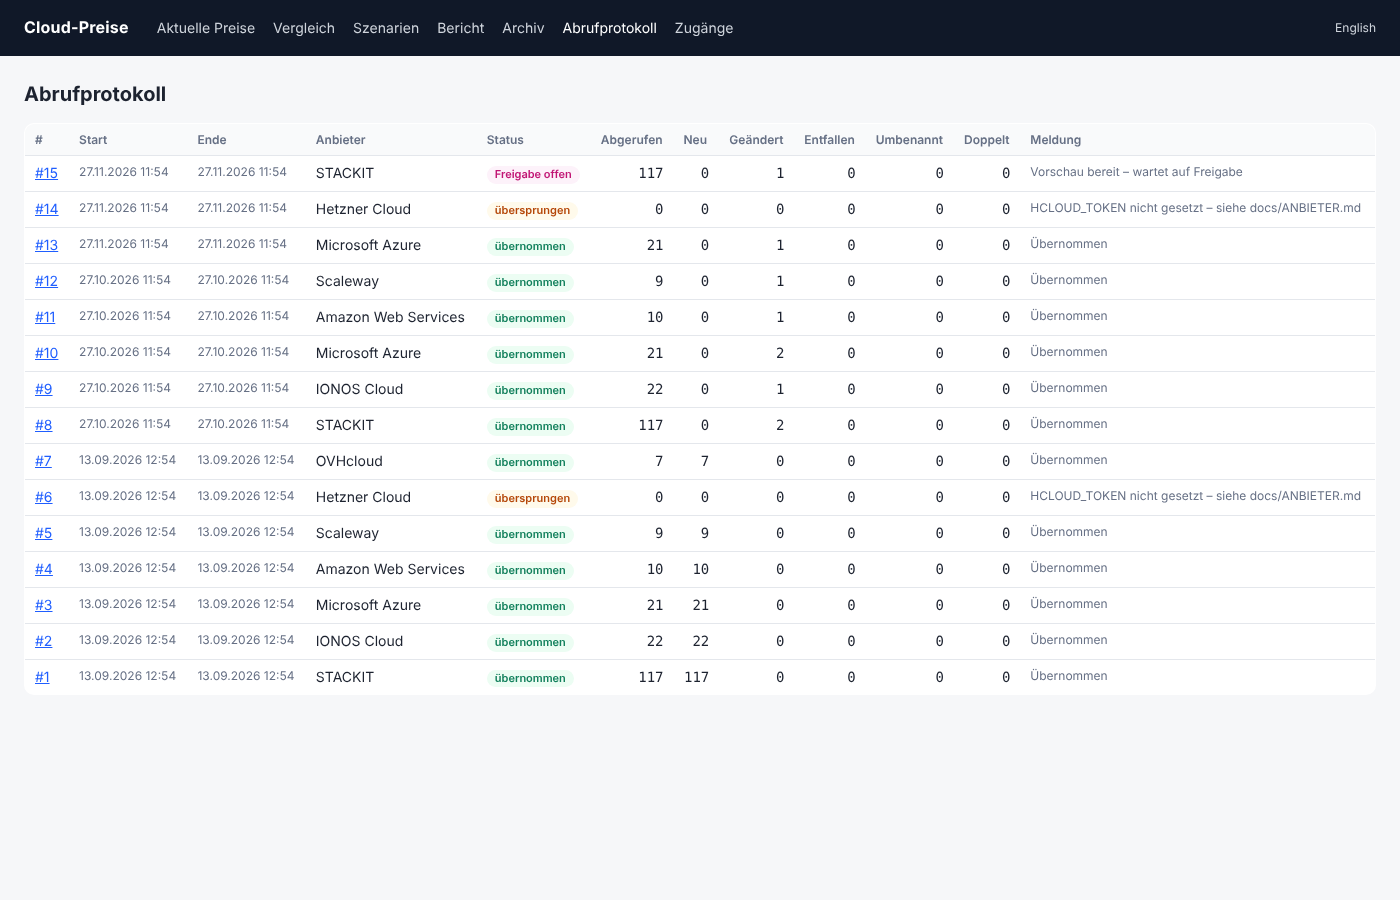 Cloud-Preise Aktuelle Preise Vergleich Szenarien Bericht Archiv Abrufprotokoll Zugänge English
Abrufprotokoll
# Start Ende Anbieter Status Abgerufen Neu Geändert Entfallen Umbenannt Doppelt Meldung
#15 27.11.2026 11:54 27.11.2026 11:54 STACKIT Freigabe offen 117 0 1 0 0 0 Vorschau bereit – wartet auf Freigabe
#14 27.11.2026 11:54 27.11.2026 11:54 Hetzner Cloud übersprungen 0 0 0 0 0 0 HCLOUD_TOKEN nicht gesetzt – siehe docs/ANBIETER.md
#13 27.11.2026 11:54 27.11.2026 11:54 Microsoft Azure übernommen 21 0 1 0 0 0 Übernommen
#12 27.10.2026 11:54 27.10.2026 11:54 Scaleway übernommen 9 0 1 0 0 0 Übernommen
#11 27.10.2026 11:54 27.10.2026 11:54 Amazon Web Services übernommen 10 0 1 0 0 0 Übernommen
#10 27.10.2026 11:54 27.10.2026 11:54 Microsoft Azure übernommen 21 0 2 0 0 0 Übernommen
#9 27.10.2026 11:54 27.10.2026 11:54 IONOS Cloud übernommen 22 0 1 0 0 0 Übernommen
#8 27.10.2026 11:54 27.10.2026 11:54 STACKIT übernommen 117 0 2 0 0 0 Übernommen
#7 13.09.2026 12:54 13.09.2026 12:54 OVHcloud übernommen 7 7 0 0 0 0 Übernommen
#6 13.09.2026 12:54 13.09.2026 12:54 Hetzner Cloud übersprungen 0 0 0 0 0 0 HCLOUD_TOKEN nicht gesetzt – siehe docs/ANBIETER.md
#5 13.09.2026 12:54 13.09.2026 12:54 Scaleway übernommen 9 9 0 0 0 0 Übernommen
#4 13.09.2026 12:54 13.09.2026 12:54 Amazon Web Services übernommen 10 10 0 0 0 0 Übernommen
#3 13.09.2026 12:54 13.09.2026 12:54 Microsoft Azure übernommen 21 21 0 0 0 0 Übernommen
#2 13.09.2026 12:54 13.09.2026 12:54 IONOS Cloud übernommen 22 22 0 0 0 0 Übernommen
#1 13.09.2026 12:54 13.09.2026 12:54 STACKIT übernommen 117 117 0 0 0 0 Übernommen